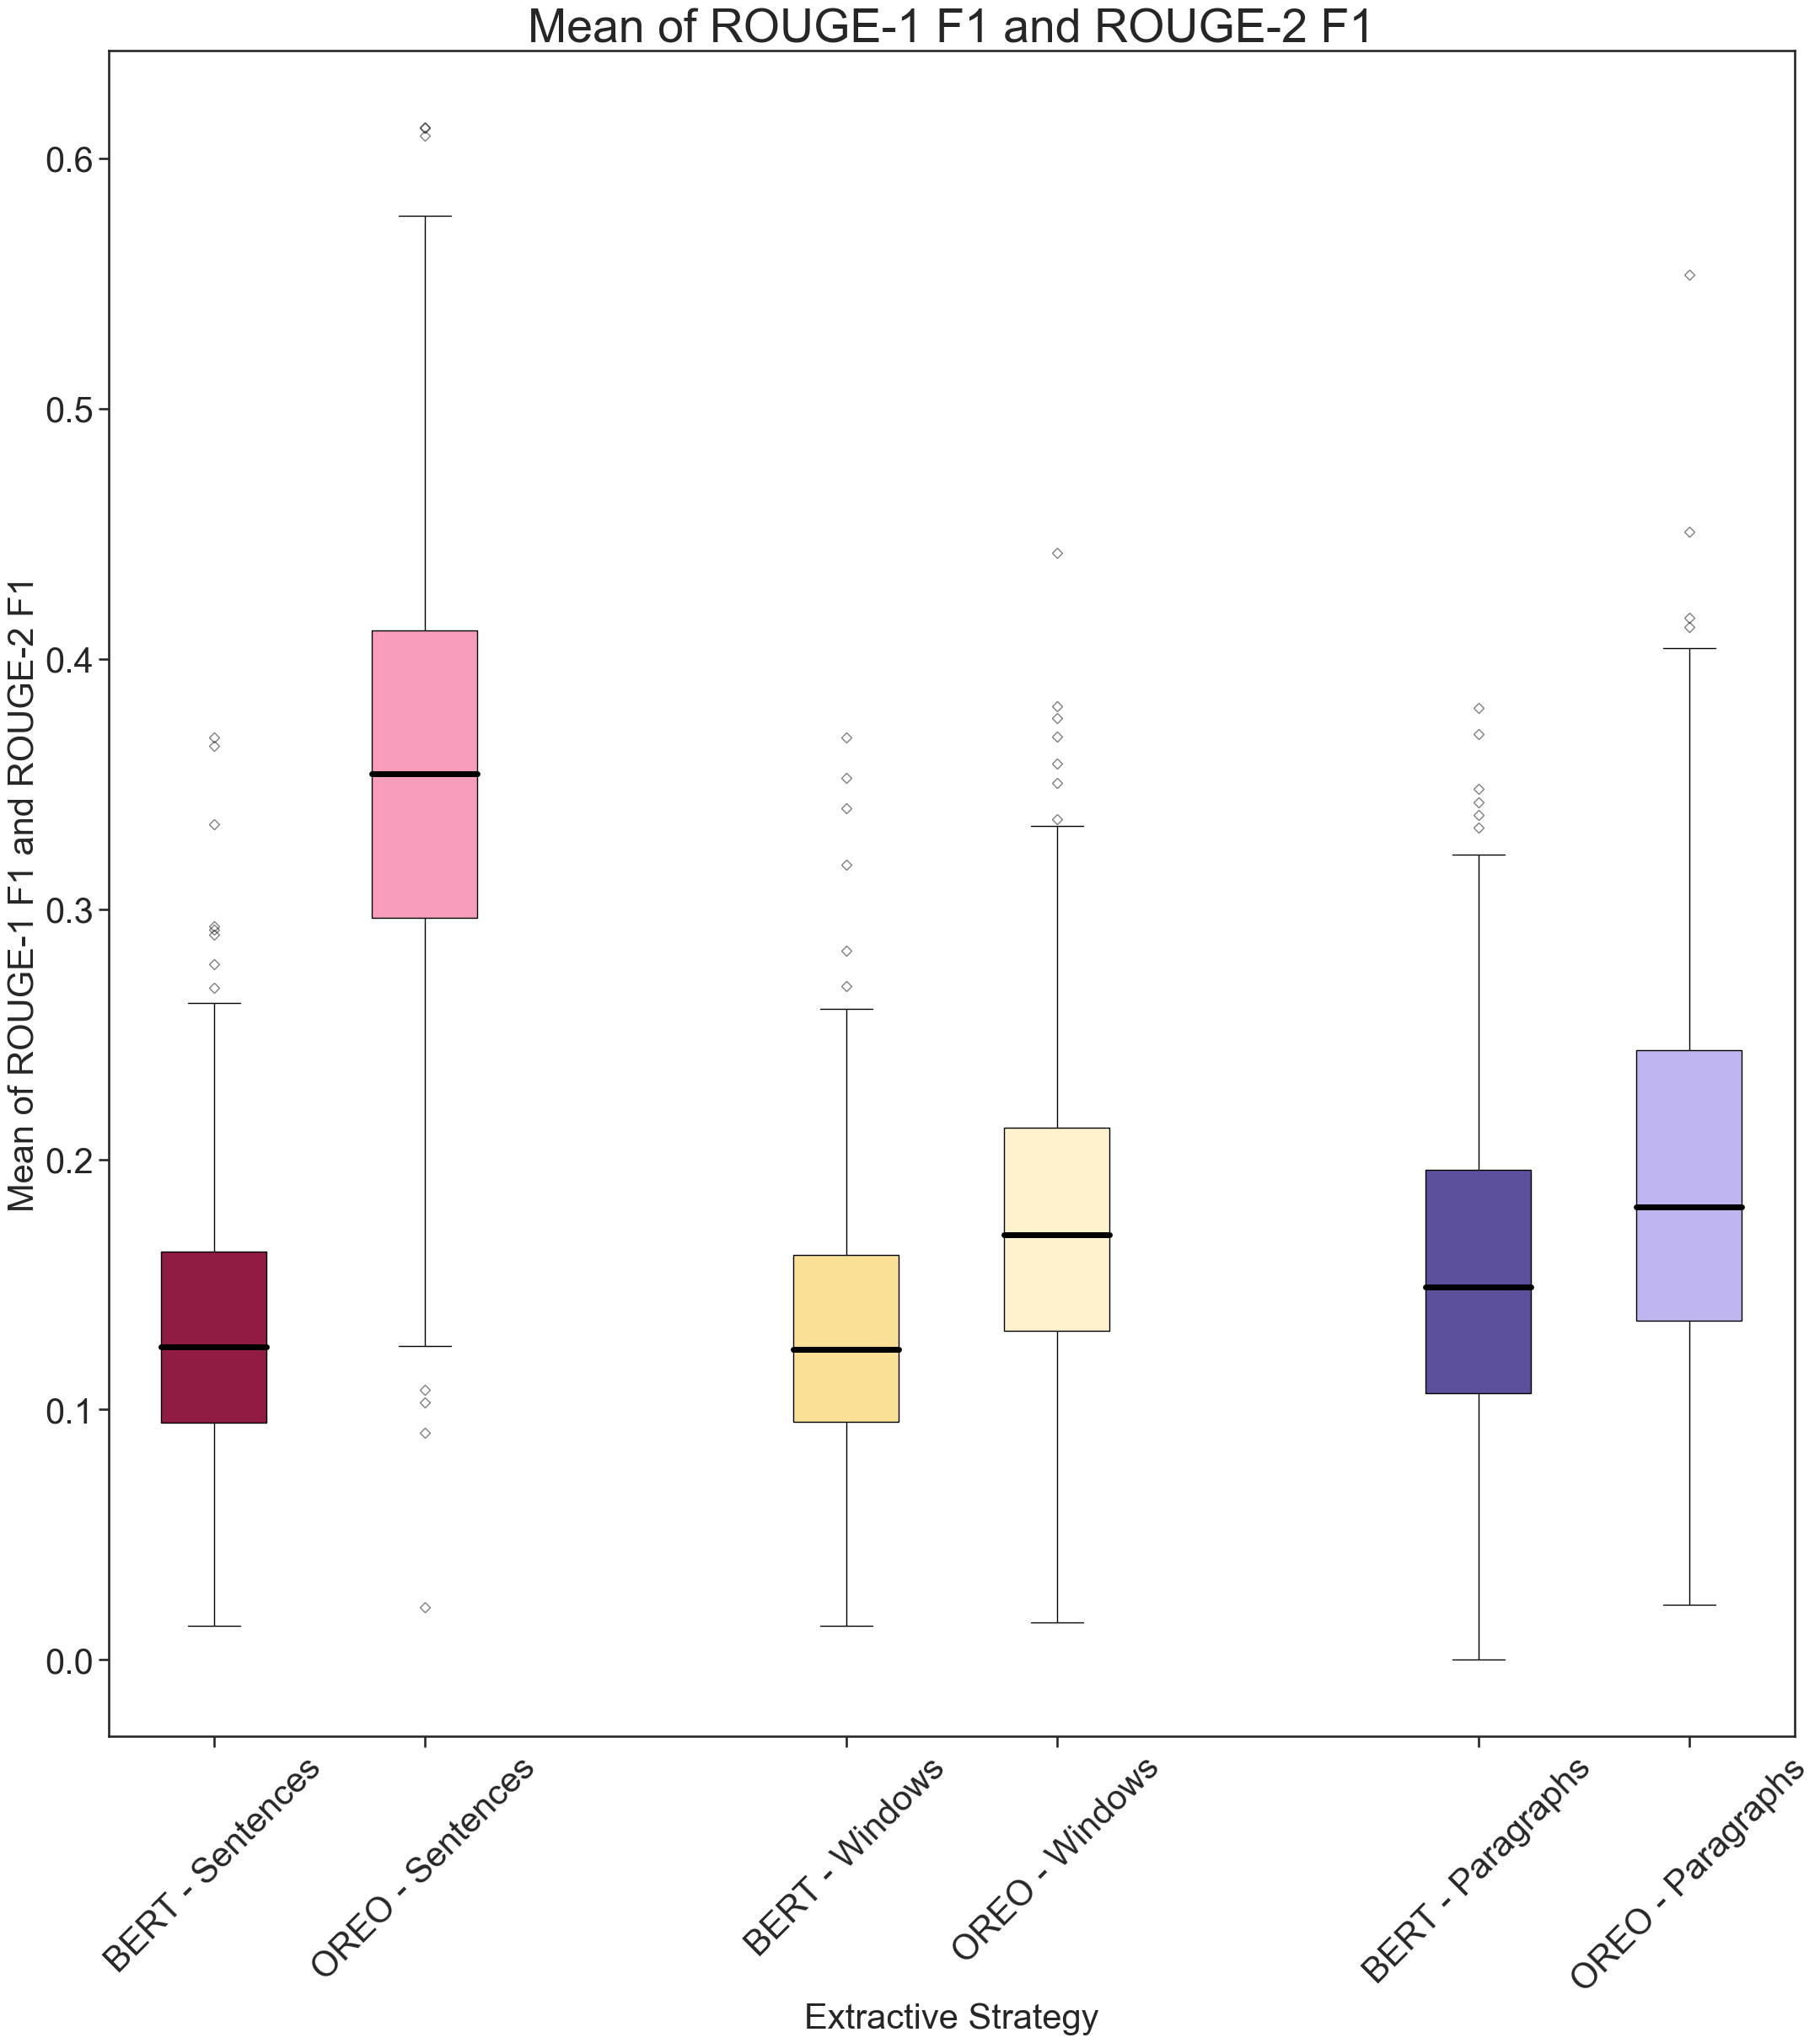 Mean of ROUGE-1 F1 and ROUGE-2 F1
Mean of ROUGE-1 F1 and ROUGE-2 F1
0.6
0.5
0.4
0.3
0.2
0.1
0.0
BERT - Sentences
OREO - Sentences
BERT - Windows
OREO - Windows
BERT - Paragraphs
OREO - Paragraphs
Extractive Strategy